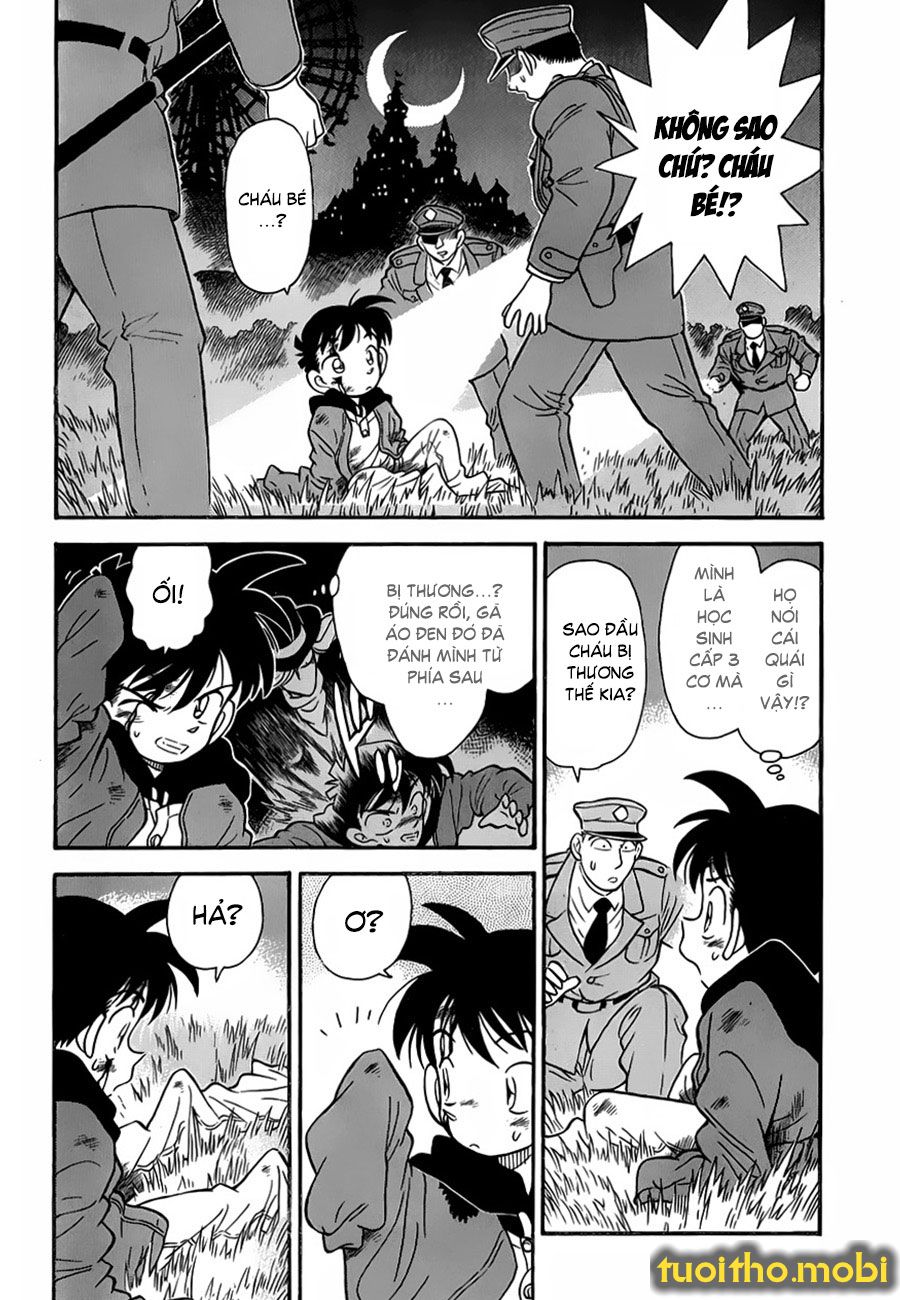 KHÔNG SAO
CHỨ? CHÁU
BÉ!?
CHÁU BÉ
...?
HỌ
NÓI
CÁI
QUÁI
GÌ
VẬY!?
MÌNH
LÀ
HỌC
SINH
CẤP 3
CƠ MÀ
...
SAO ĐẦU
CHÁU BỊ
THƯƠNG
THẾ KIA?
BỊ THƯƠNG...?
ĐÚNG RỒI, GÃ
ÁO ĐEN ĐÓ ĐÃ
ĐÁNH MÌNH TỪ
PHÍA SAU
...
ỐI!
Ơ?
HẢ?
tuoitho.mobi